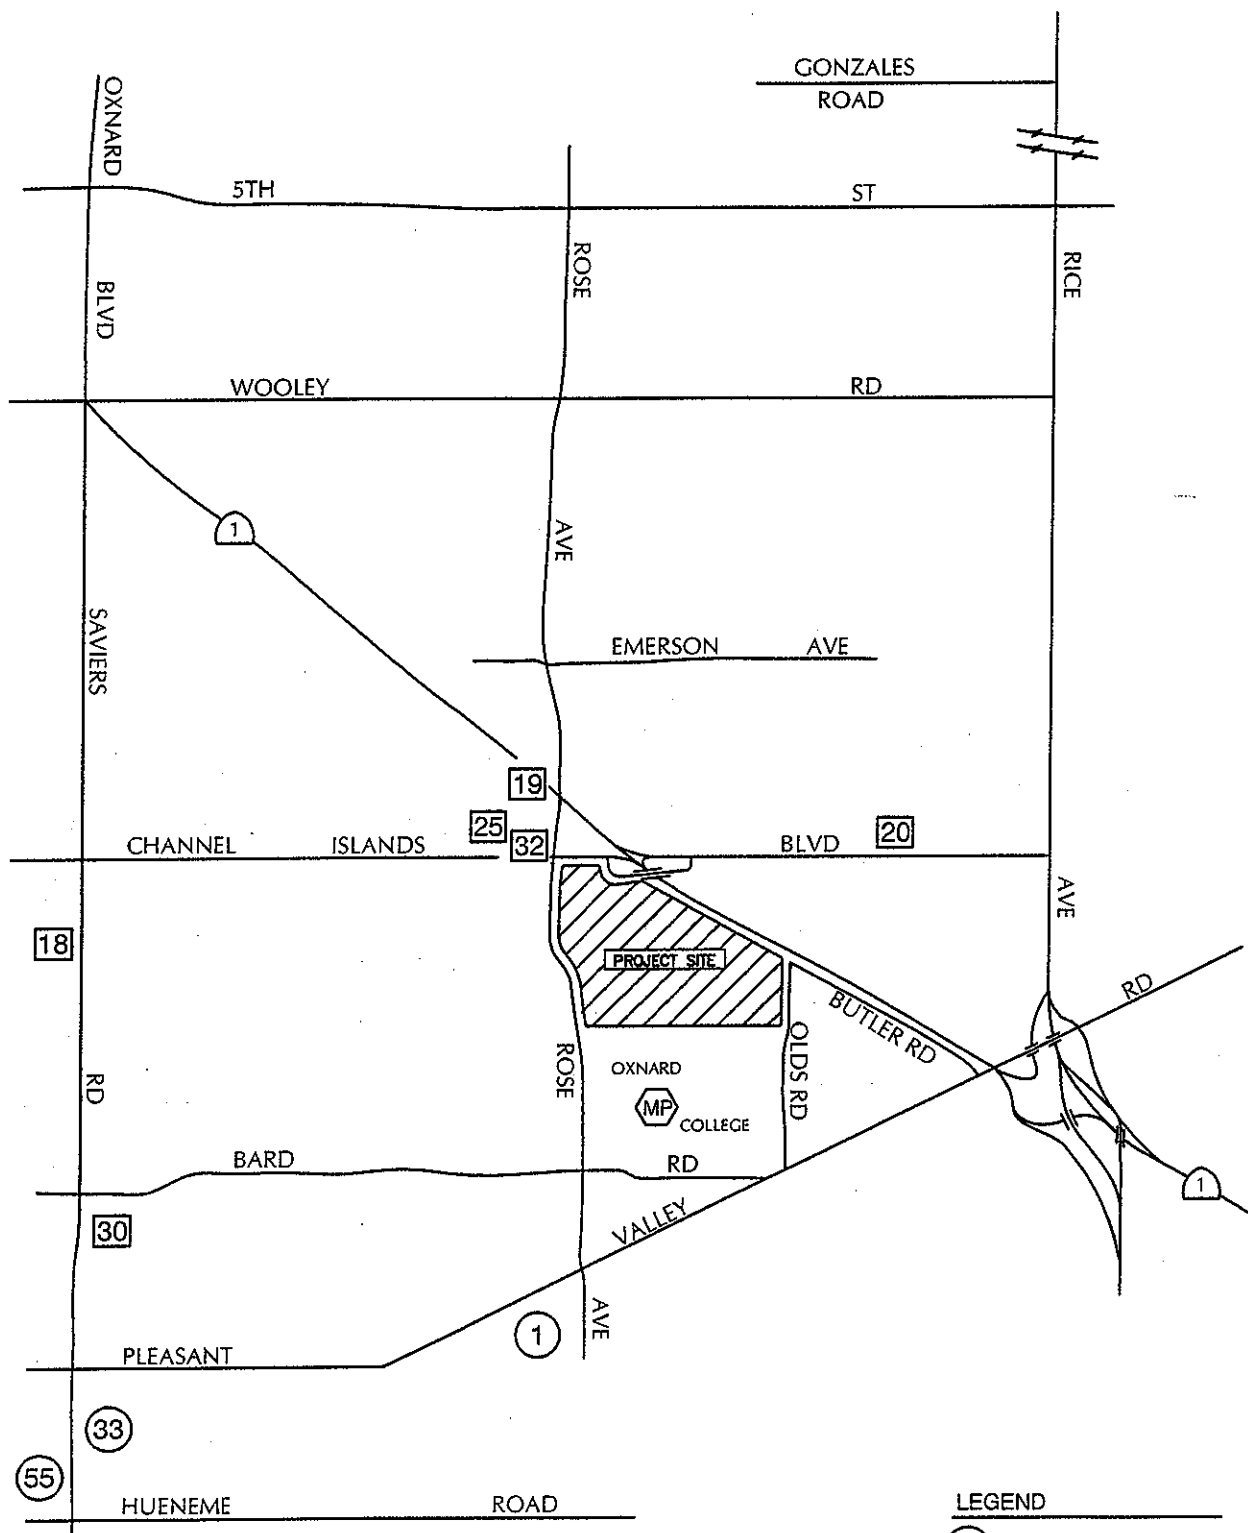 GONZALES
ROAD
OXNARD
5TH ST
ROSE
RICE
BLVD
WOOLEY RD
1
AVE
SAVIERS
EMERSON AVE
19
25
32
20
CHANNEL ISLANDS BLVD
AVE
18
PROJECT SITE
RD
BUTLER RD
OLDS RD
ROSE
RD
OXNARD
MP
COLLEGE
BARD RD
1
30
VALLEY
1
AVE
PLEASANT
33
55
HUENEME ROAD
LEGEND